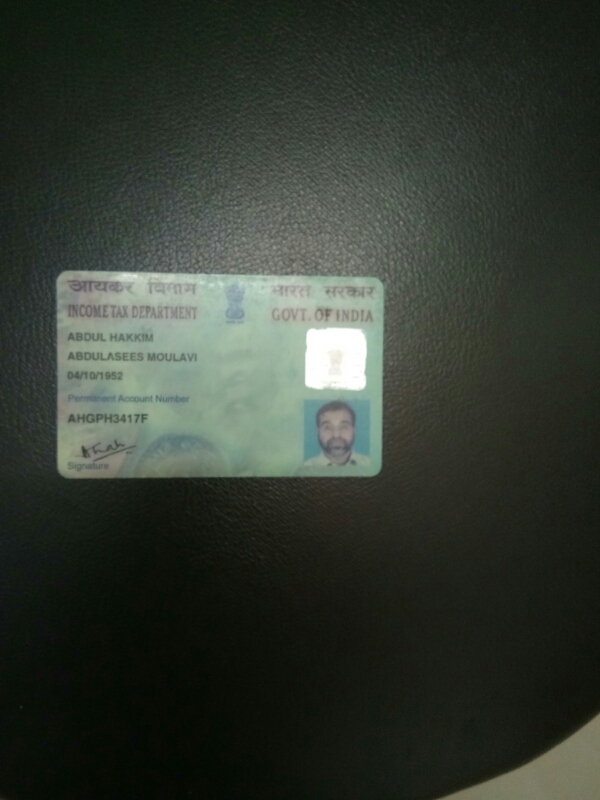 आयकर विभाग भारत सरकार
INCOME TAX DEPARTMENT GOVT. OF INDIA
ABDUL HAKKIM
ABDULASEES MOULAVI
04/10/1952
Permanent Account Number
AHGPH3417F
Signature